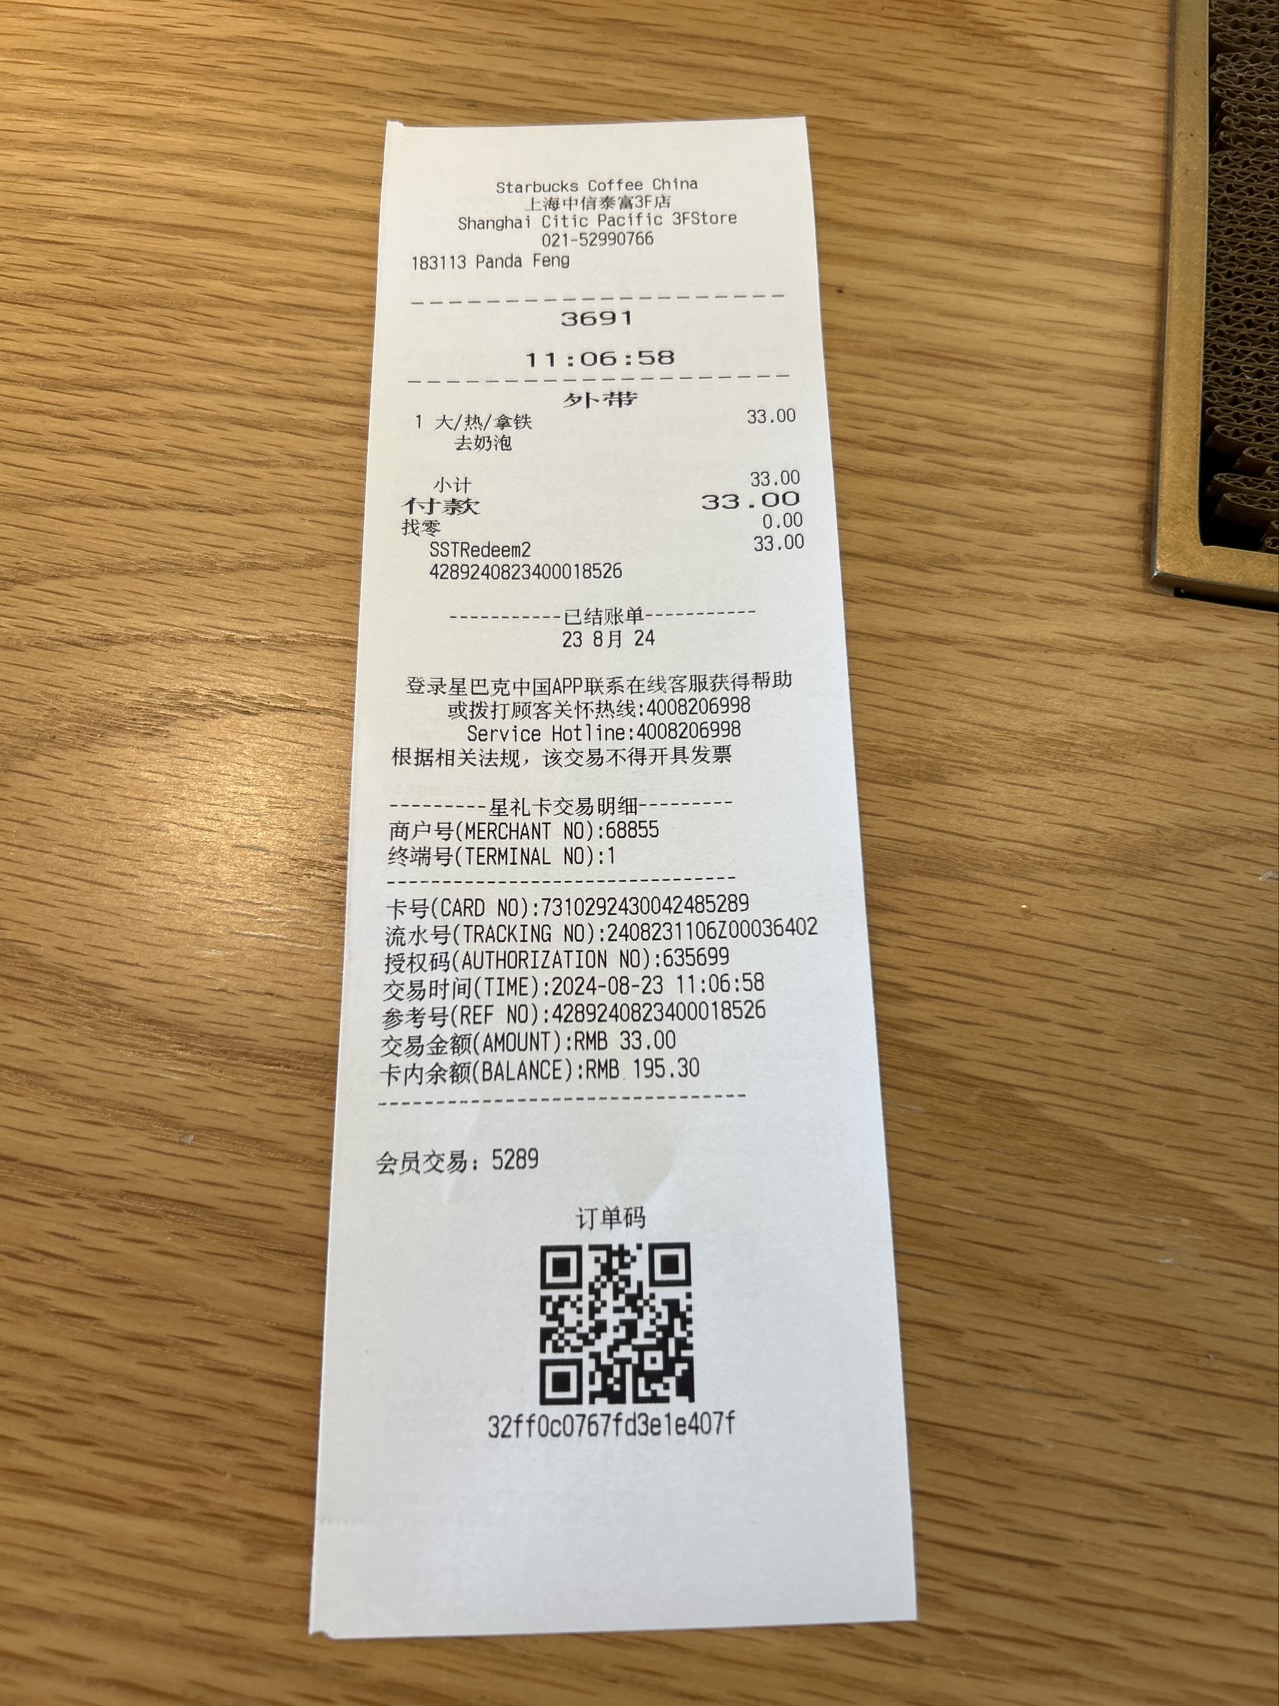 Starbucks Coffee China
上海中信泰富3F店
Shanghai Citic Pacific 3FStore
021-52990766
183113 Panda Feng
--------------------
3691
11:06:58
--------------------
外带
1 大/热/拿铁 33.00
去奶泡
小计 33.00
付款 33.00
找零 0.00
SSTRedeem2 33.00
4289240823400018526
-----------已结账单-----------
23 8月 24
登录星巴克中国APP联系在线客服获得帮助
或拨打顾客关怀热线:4008206998
Service Hotline:4008206998
根据相关法规，该交易不得开具发票
---------星礼卡交易明细---------
商户号(MERCHANT NO):68855
终端号(TERMINAL NO):1
-------------------------------
卡号(CARD NO):7310292430042485289
流水号(TRACKING NO):2408231106Z00036402
授权码(AUTHORIZATION NO):635699
交易时间(TIME):2024-08-23 11:06:58
参考号(REF NO):4289240823400018526
交易金额(AMOUNT):RMB 33.00
卡内余额(BALANCE):RMB 195.30
-------------------------------
会员交易: 5289
订单码
32ff0c0767fd3e1e407f